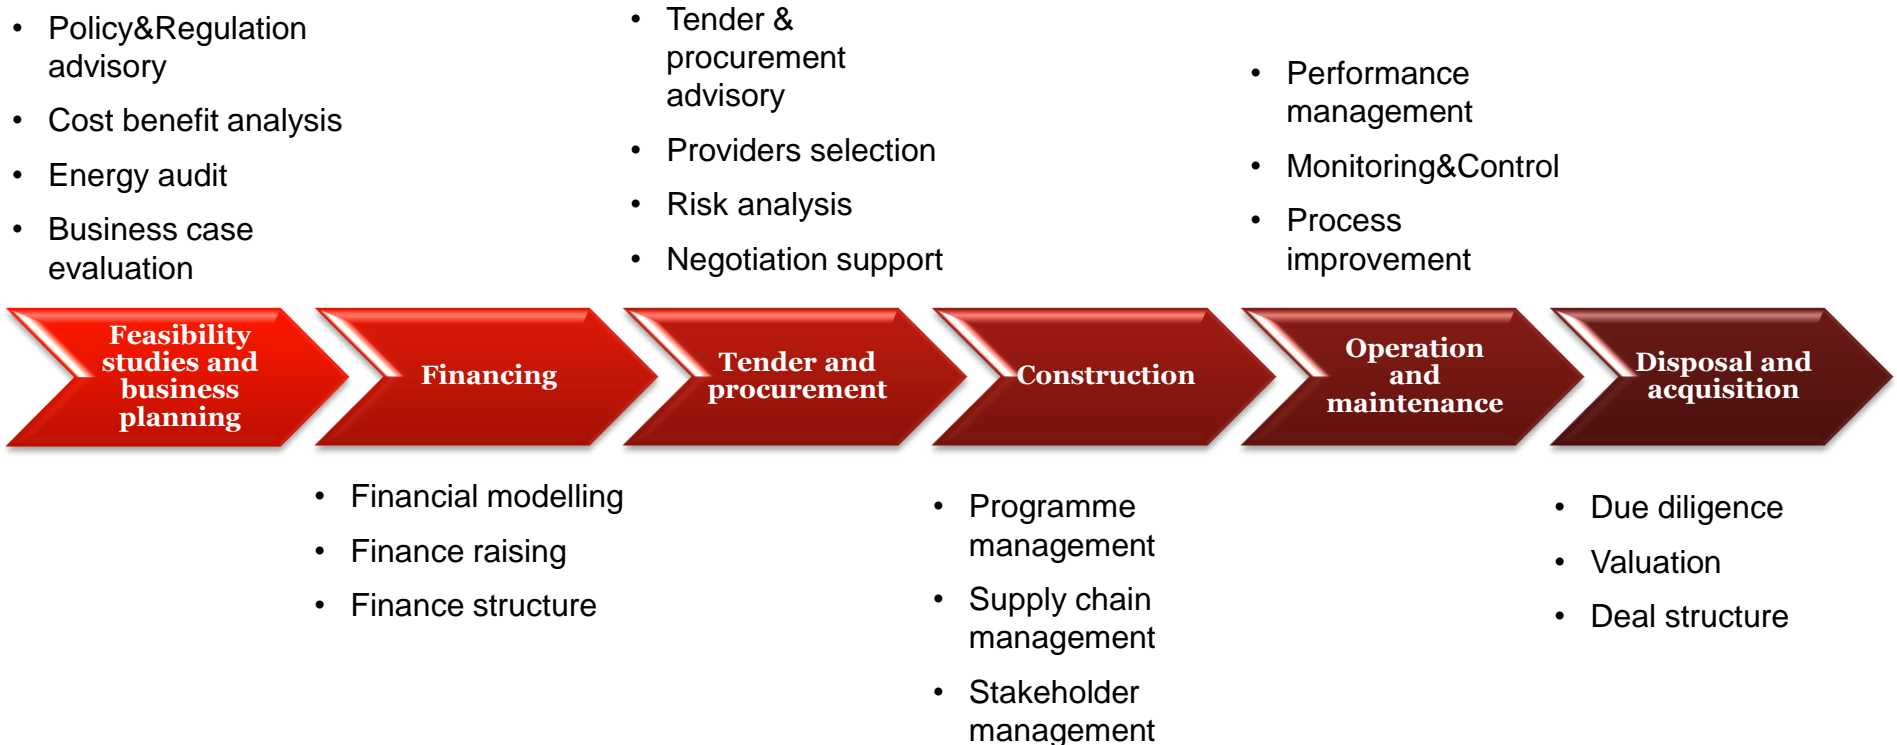 • Policy&Regulation
advisory
• Cost benefit analysis
• Energy audit
• Business case
evaluation
• Tender &
procurement
advisory
• Providers selection
• Risk analysis
• Negotiation support
• Performance
management
• Monitoring&Control
• Process
improvement
Feasibility
studies and
business
planning
Financing
Tender and
procurement
Construction
Operation
and
maintenance
Disposal and
acquisition
• Financial modelling
• Finance raising
• Finance structure
• Programme
management
• Supply chain
management
• Stakeholder
management
• Due diligence
• Valuation
• Deal structure